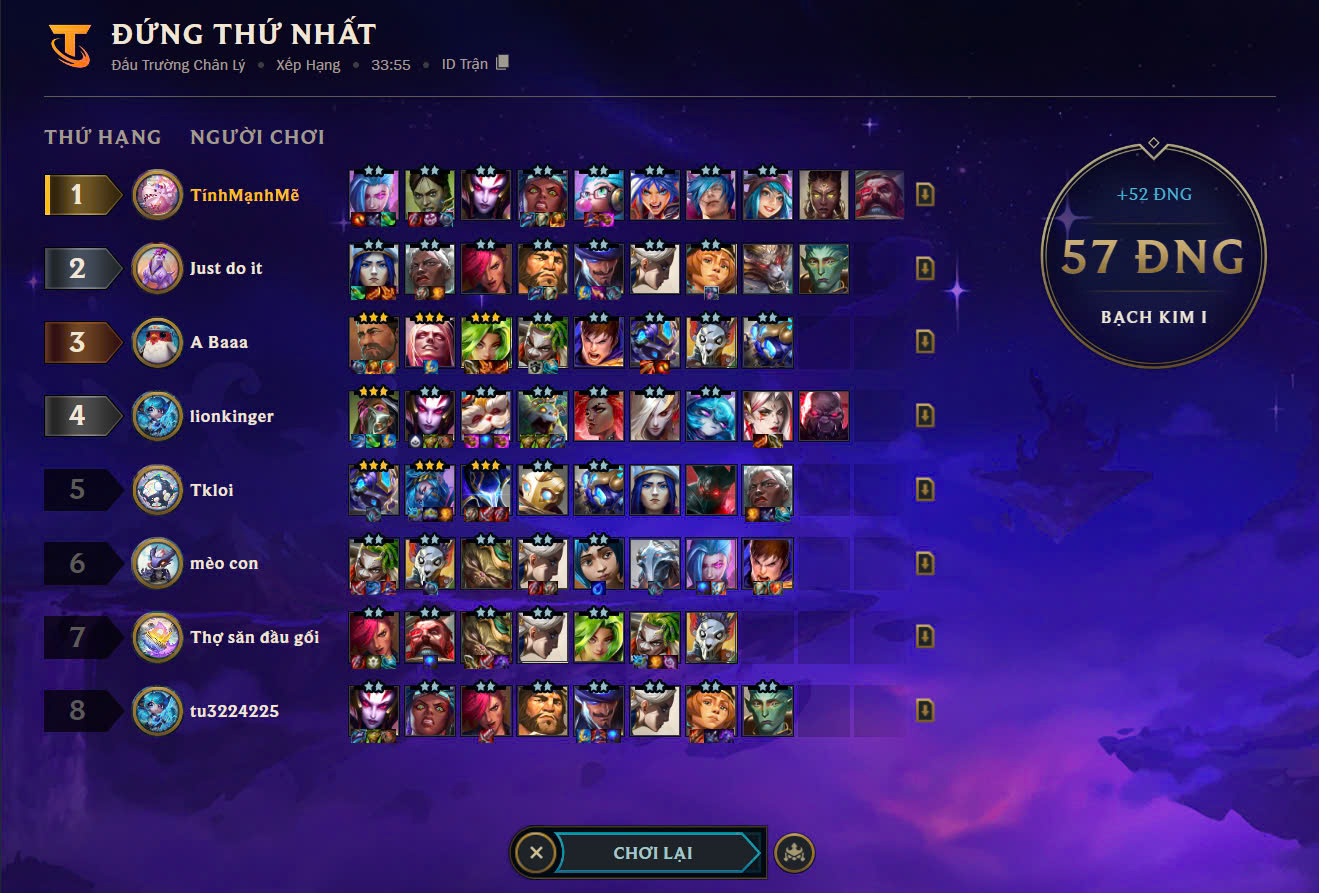 ĐỨNG THỨ NHẤT
Đấu Trường Chân Lý • Xếp Hạng • 33:55 • ID Trận
THỨ HẠNG NGƯỜI CHƠI
1 TínhMạnhMẽ
2 Just do it
3 A Baaa
4 lionkinger
5 Tkloi
6 mèo con
7 Thợ săn đầu gối
8 tu3224225
+52 ĐNG
57 ĐNG
BẠCH KIM I
CHƠI LẠI